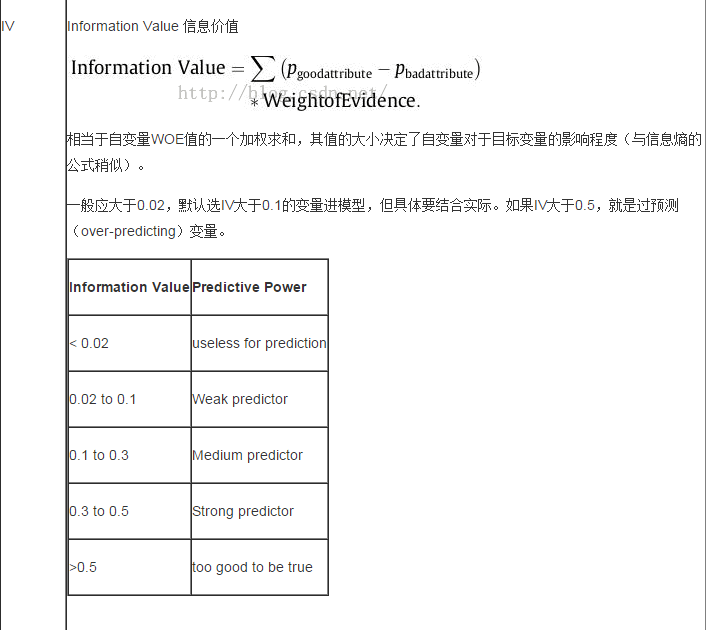 IV
Information Value 信息价值
Information Value = ∑ (p goodattribute − p badattribute)
http://blog.csdn.net/
* WeightofEvidence.
相当于自变量WOE值的一个加权求和，其值的大小决定了自变量对于目标变量的影响程度（与信息熵的
公式稍似）。
一般应大于0.02，默认选IV大于0.1的变量进模型，但具体要结合实际。如果IV大于0.5，就是过预测
（over-predicting）变量。
Information Value Predictive Power
< 0.02 useless for prediction
0.02 to 0.1 Weak predictor
0.1 to 0.3 Medium predictor
0.3 to 0.5 Strong predictor
>0.5 too good to be true